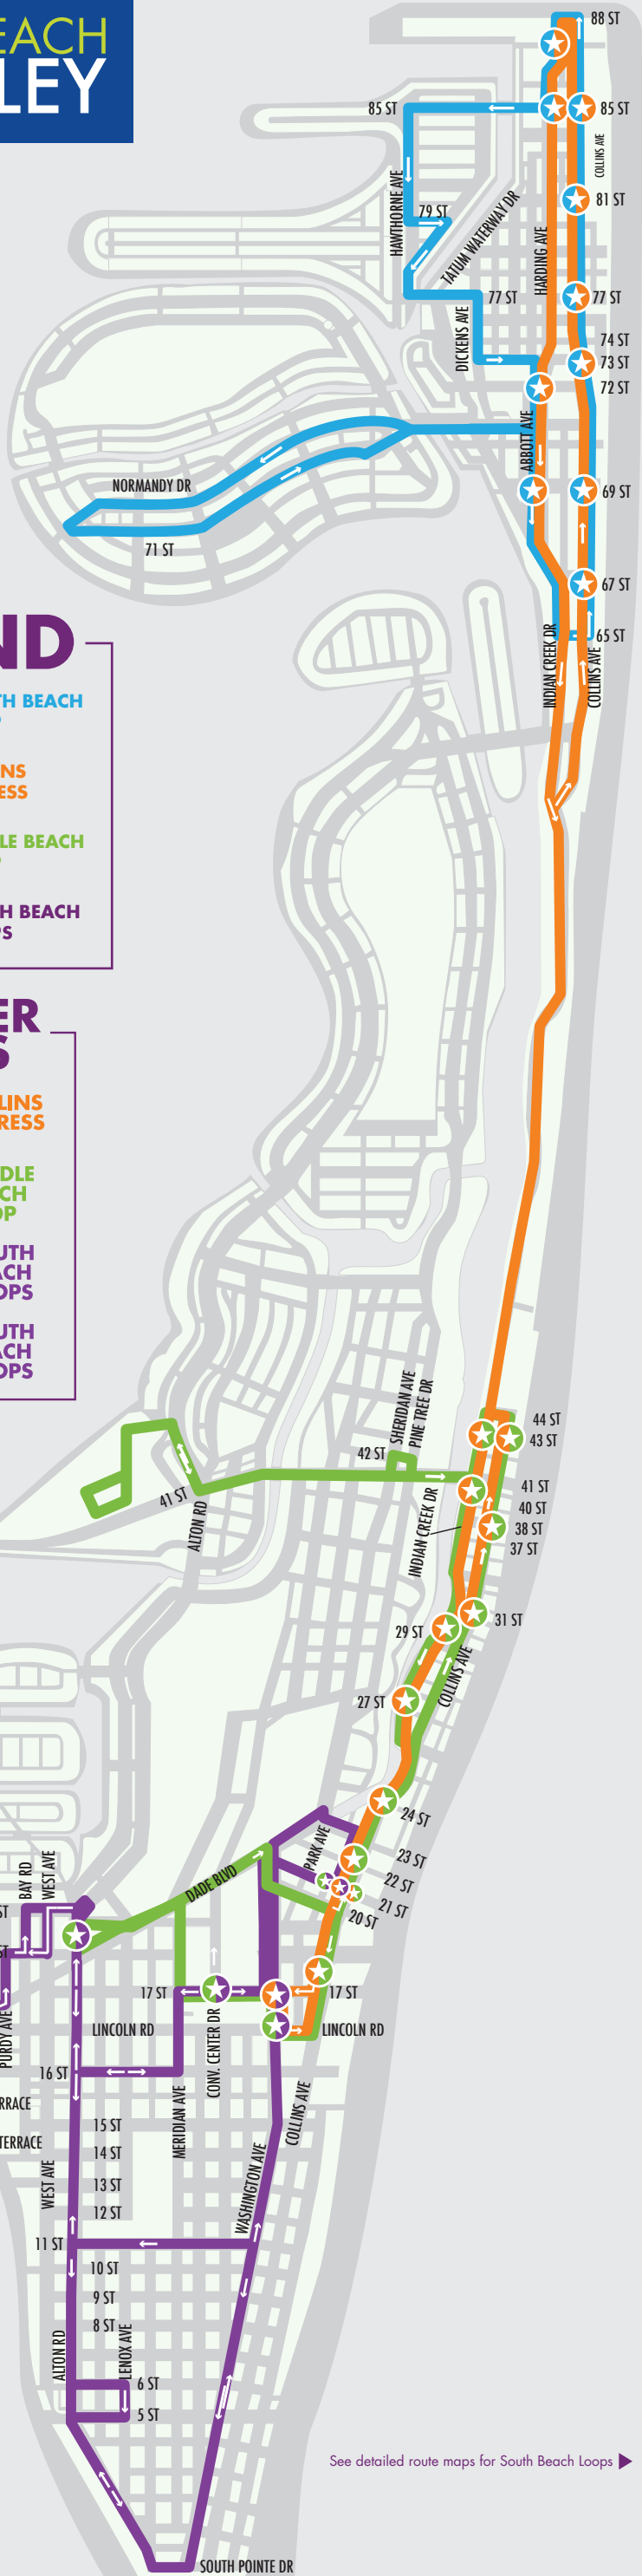 EACH
LEY
88 ST
85 ST
85 ST
COLLINS AVE
HAWTHORNE AVE
81 ST
79 ST
TATUM WATERWAY DR
HARDING AVE
77 ST
77 ST
DICKENS AVE
74 ST
73 ST
72 ST
ABBOTT AVE
NORMANDY DR
69 ST
71 ST
67 ST
ND
65 ST
INDIAN CREEK DR
COLLINS AVE
TH BEACH
NS
ESS
LE BEACH
H BEACH
PS
ER
S
LINS
RESS
DLE
CH
OP
UTH
ACH
OPS
UTH
ACH
OPS
SHERIDAN AVE
PINE TREE DR
44 ST
43 ST
42 ST
41 ST
41 ST
ALTON RD
INDIAN CREEK DR
40 ST
38 ST
37 ST
31 ST
29 ST
COLLINS AVE
27 ST
24 ST
PARK AVE
23 ST
22 ST
21 ST
20 ST
DADE BLVD
BAY RD
WEST AVE
ST
ST
17 ST
17 ST
PURDY AVE
LINCOLN RD
CONV. CENTER DR
LINCOLN RD
16 ST
MERIDIAN AVE
COLLINS AVE
RRACE
15 ST
TERRACE
14 ST
WEST AVE
13 ST
WASHINGTON AVE
12 ST
11 ST
10 ST
9 ST
8 ST
ALTON RD
LENOX AVE
6 ST
5 ST
See detailed route maps for South Beach Loops
SOUTH POINTE DR